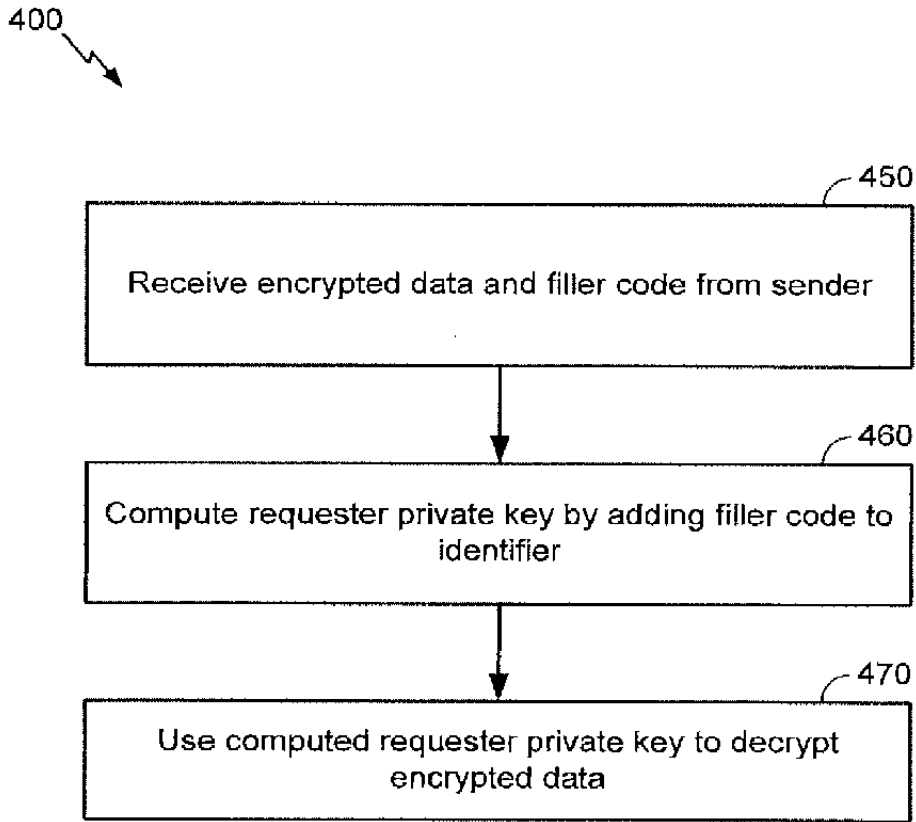 400
450
Receive encrypted data and filler code from sender
460
Compute requester private key by adding filler code to
identifier
470
Use computed requester private key to decrypt
encrypted data